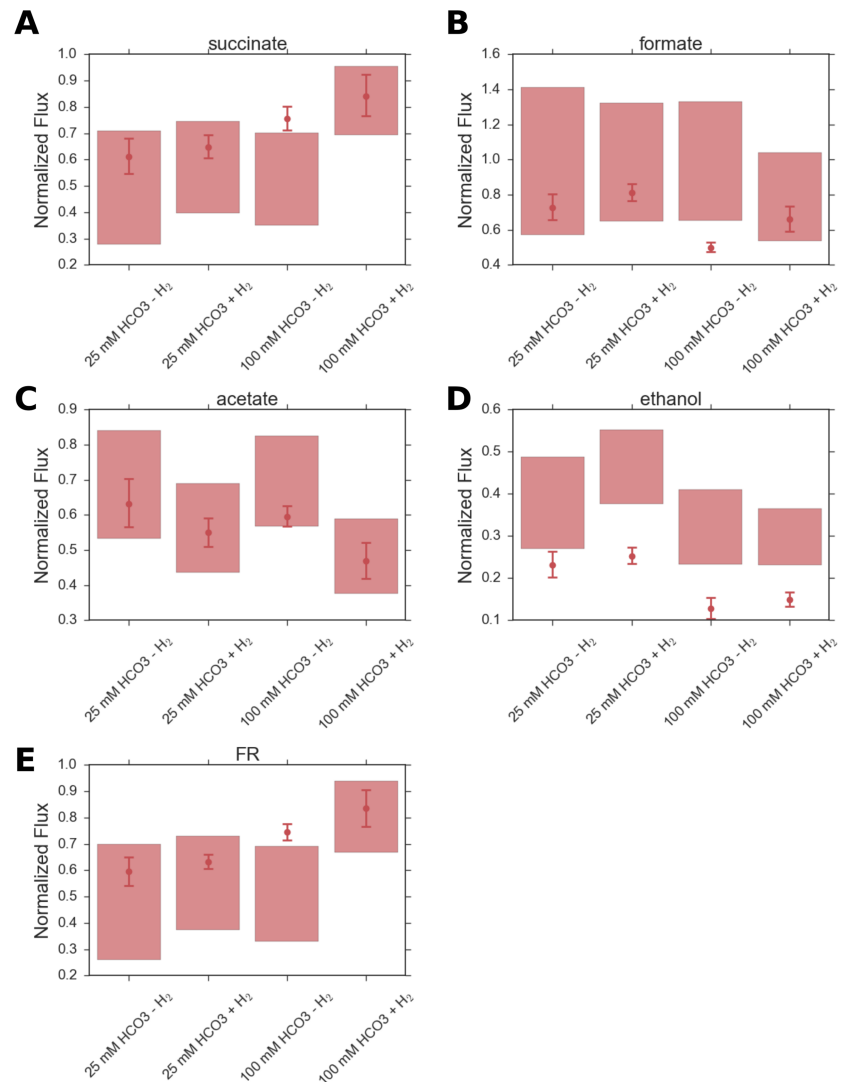 A
succinate
Normalized Flux
1.0
0.9
0.8
0.7
0.6
0.5
0.4
0.3
0.2
25 mM HCO3 - H₂
25 mM HCO3 + H₂
100 mM HCO3 - H₂
100 mM HCO3 + H₂
B
formate
Normalized Flux
1.6
1.4
1.2
1.0
0.8
0.6
0.4
25 mM HCO3 - H₂
25 mM HCO3 + H₂
100 mM HCO3 - H₂
100 mM HCO3 + H₂
C
acetate
Normalized Flux
0.9
0.8
0.7
0.6
0.5
0.4
0.3
25 mM HCO3 - H₂
25 mM HCO3 + H₂
100 mM HCO3 - H₂
100 mM HCO3 + H₂
D
ethanol
Normalized Flux
0.6
0.5
0.4
0.3
0.2
0.1
25 mM HCO3 - H₂
25 mM HCO3 + H₂
100 mM HCO3 - H₂
100 mM HCO3 + H₂
E
FR
Normalized Flux
1.0
0.9
0.8
0.7
0.6
0.5
0.4
0.3
0.2
25 mM HCO3 - H₂
25 mM HCO3 + H₂
100 mM HCO3 - H₂
100 mM HCO3 + H₂